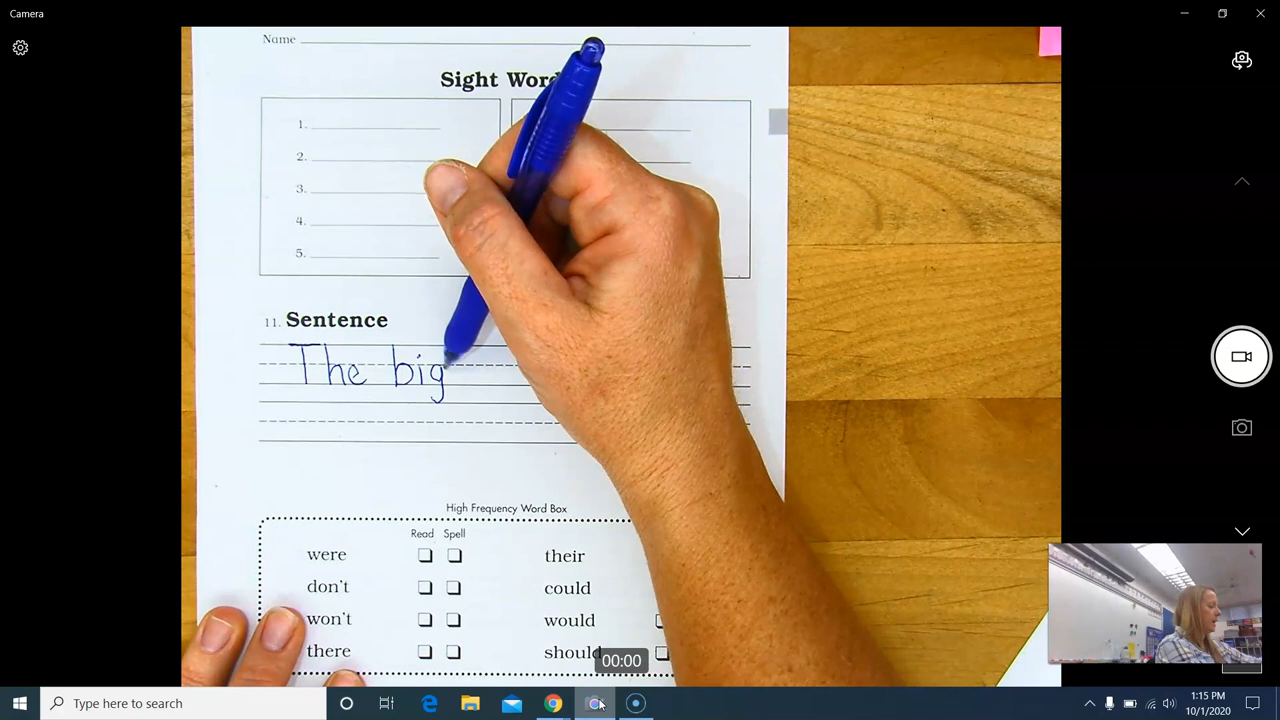 Camera
Name
Sight Wor
1.
2.
3.
4.
5.
11. Sentence
The big
High Frequency Word Box
Read Spell
were their
don't could
won't would
there should
00:00
Type here to search
1:15 PM
10/1/2020